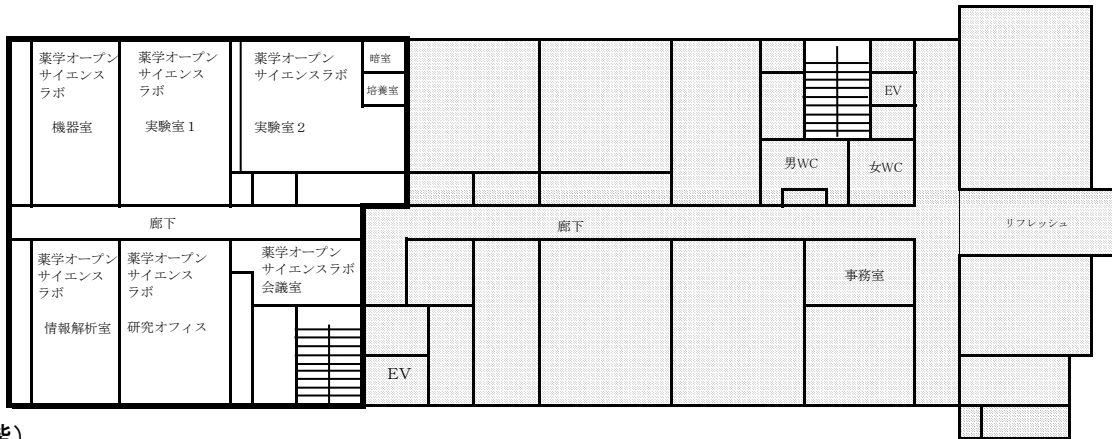 薬学オープン
サイエンス
ラボ
機器室
薬学オープン
サイエンス
ラボ
実験室１
薬学オープン
サイエンスラボ
実験室２
暗室
培養室
EV
男WC
女WC
廊下
廊下
リフレッシュ
薬学オープン
サイエンス
ラボ
情報解析室
薬学オープン
サイエンス
ラボ
研究オフィス
薬学オープン
サイエンスラボ
会議室
事務室
EV
階）